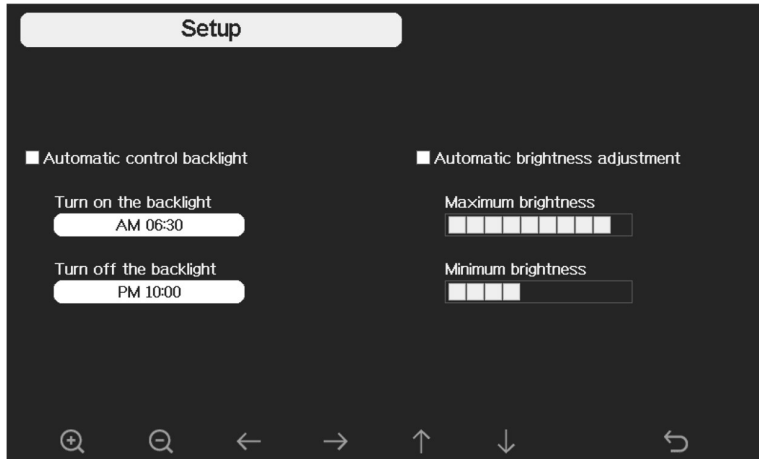 Setup
Automatic control backlight
Turn on the backlight
AM 06:30
Turn off the backlight
PM 10:00
Automatic brightness adjustment
Maximum brightness
Minimum brightness